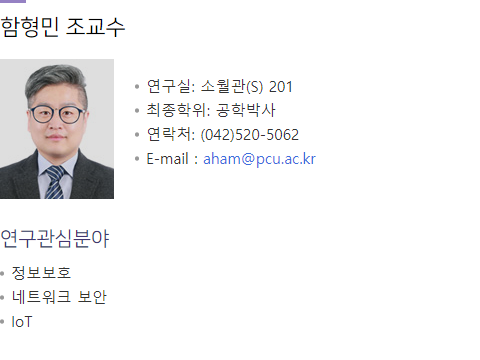 함형민 조교수
연구실: 소월관(S) 201
최종학위: 공학박사
연락처: (042)520-5062
E-mail : aham@pcu.ac.kr
연구관심분야
정보보호
네트워크 보안
IoT